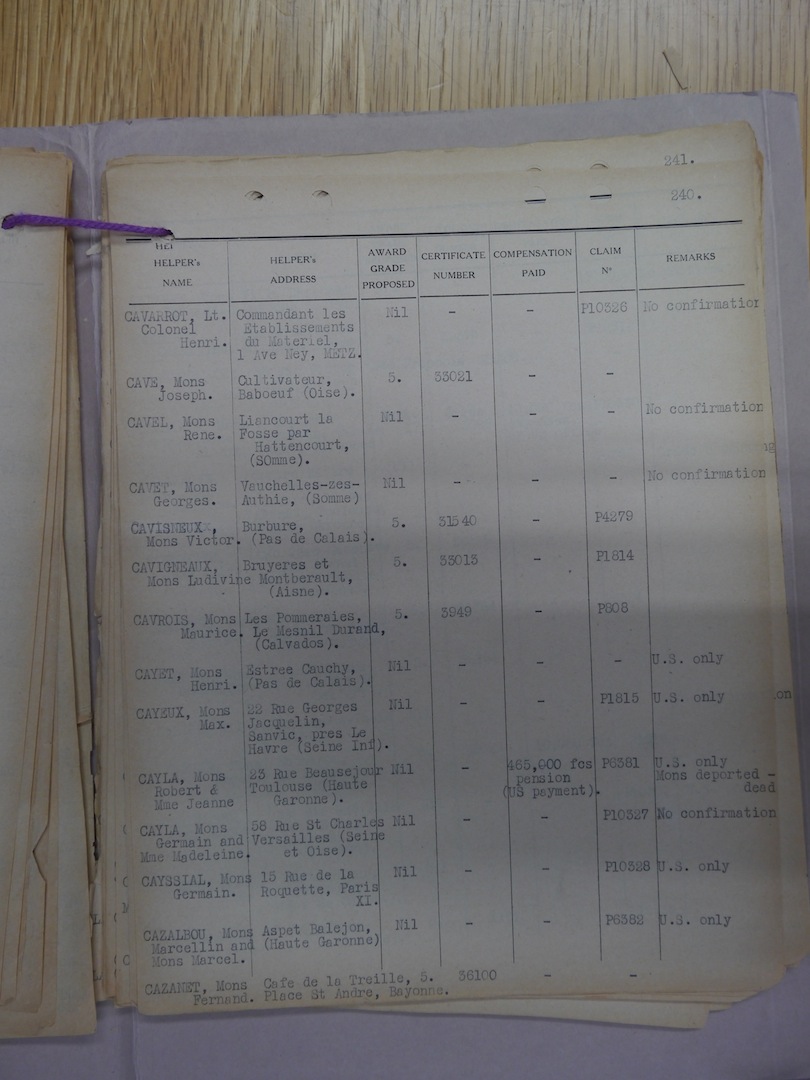 241.
240.
HELPER's NAME | HELPER's ADDRESS | AWARD GRADE PROPOSED | CERTIFICATE NUMBER | COMPENSATION PAID | CLAIM Nº | REMARKS
CAVARROT, Lt. Commandant les Nil - - P10326 No confirmation
Colonel Etablissements
Henri. du Materiel,
1 Ave Ney, METZ.
CAVE, Mons Cultivateur, 5. 33021 - -
Joseph. Baboeuf (Oise).
CAVEL, Mons Liancourt la Nil - - - No confirmation
Rene. Fosse par
Hattencourt,
(SOmme).
CAVET, Mons Vauchelles-zes- Nil - - - No confirmation
Georges. Authie, (Somme)
CAVISNEUX, Burbure, 5. 31540 - P4279
Mons Victor. (Pas de Calais).
CAVIGNEAUX, Bruyeres et 5. 33013 - P1814
Mons Ludivine Montberault,
(Aisne).
CAVROIS, Mons Les Pommeraies, 5. 3949 - P808
Maurice. Le Mesnil Durand,
(Calvados).
CAYET, Mons Estree Cauchy, Nil - - - U.S. only
Henri. (Pas de Calais).
CAYEUX, Mons 22 Rue Georges Nil - - P1815 U.S. only
Max. Jacquelin,
Sanvic, pres Le
Havre (Seine Inf).
CAYLA, Mons 23 Rue Beausejour Nil - 465,000 fcs P6381 U.S. only
Robert & Toulouse (Haute pension Mons deported -
Mme Jeanne Garonne). (US payment). dead
CAYLA, Mons 58 Rue St Charles Nil - - P10327 No confirmation
Germain and Versailles (Seine
Mme Madeleine. et Oise).
CAYSSIAL, Mons 15 Rue de la Nil - - P10328 U.S. only
Germain. Roquette, Paris
XI.
CAZALBOU, Mons Aspet Balejon, Nil - - P6382 U.S. only
Marcellin and (Haute Garonne)
Mons Marcel.
CAZANET, Mons Cafe de la Treille, 5. 36100 - -
Fernand. Place St Andre, Bayonne.